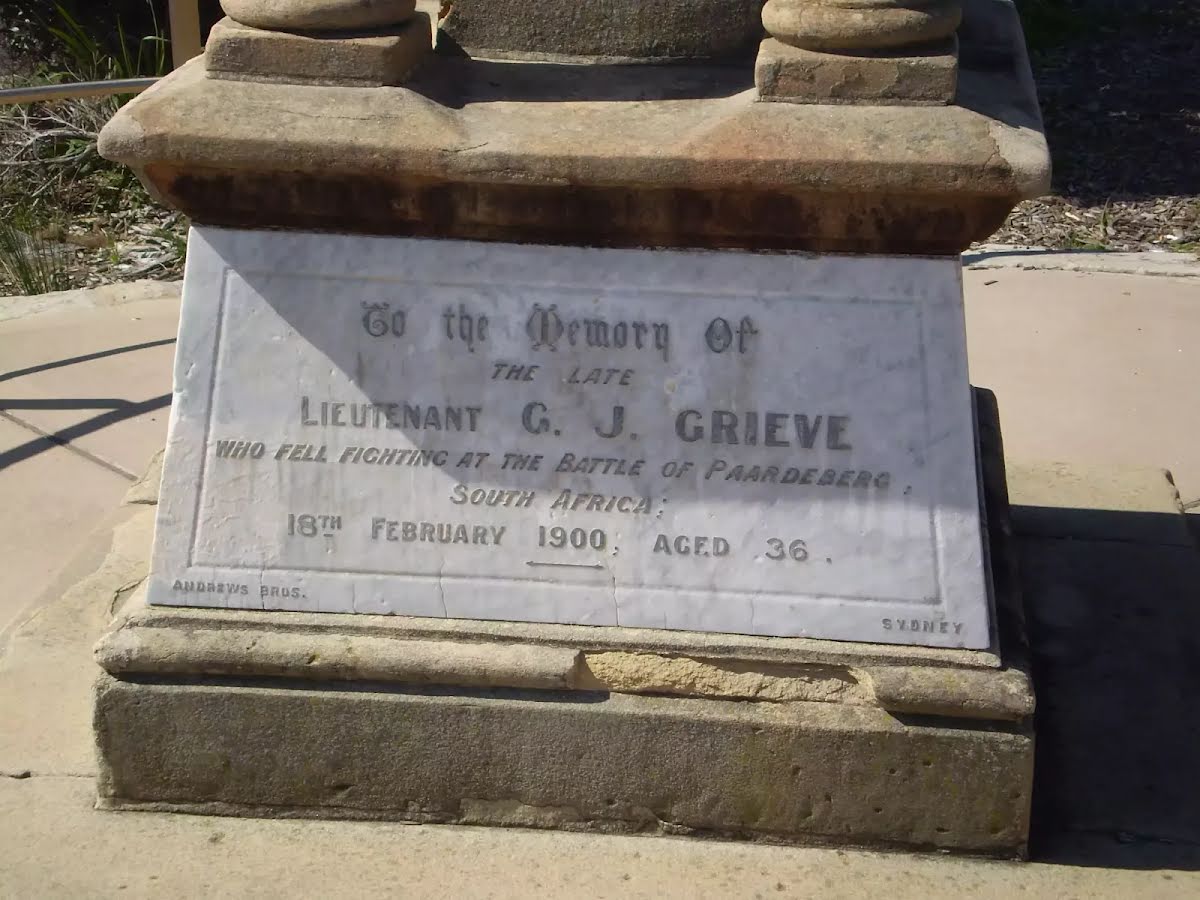 To the Memory Of
THE LATE
LIEUTENANT G. J. GRIEVE
WHO FELL FIGHTING AT THE BATTLE OF PAARDEBERG,
SOUTH AFRICA;
18TH FEBRUARY 1900; AGED 36.
ANDREWS BROS. SYDNEY